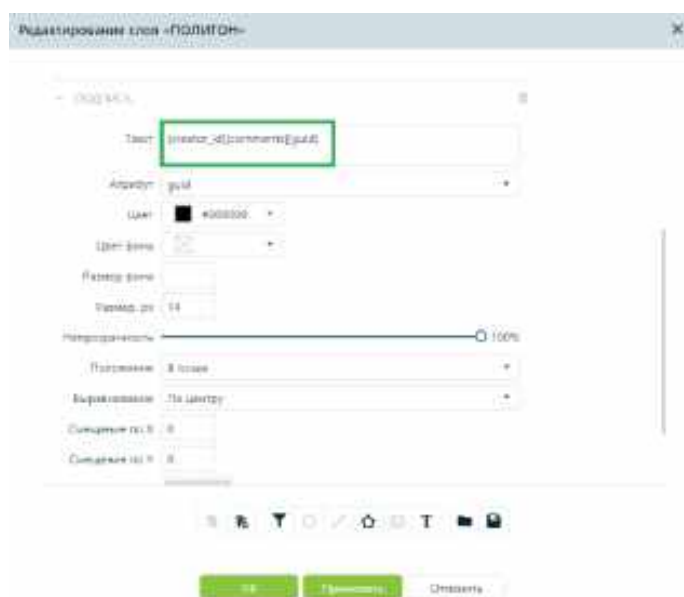 Редактирование слоя «ПОЛИГОН»
ПОДПИСЬ
Текст {creator_id}{comments}{guid}
Атрибут guid
Цвет #000000
Цвет фона
Размер фона
Размер, px 14
Непрозрачность 100%
Положение В точке
Выравнивание По центру
Смещение по X 0
Смещение по Y 0
T
ОК Применить Отменить